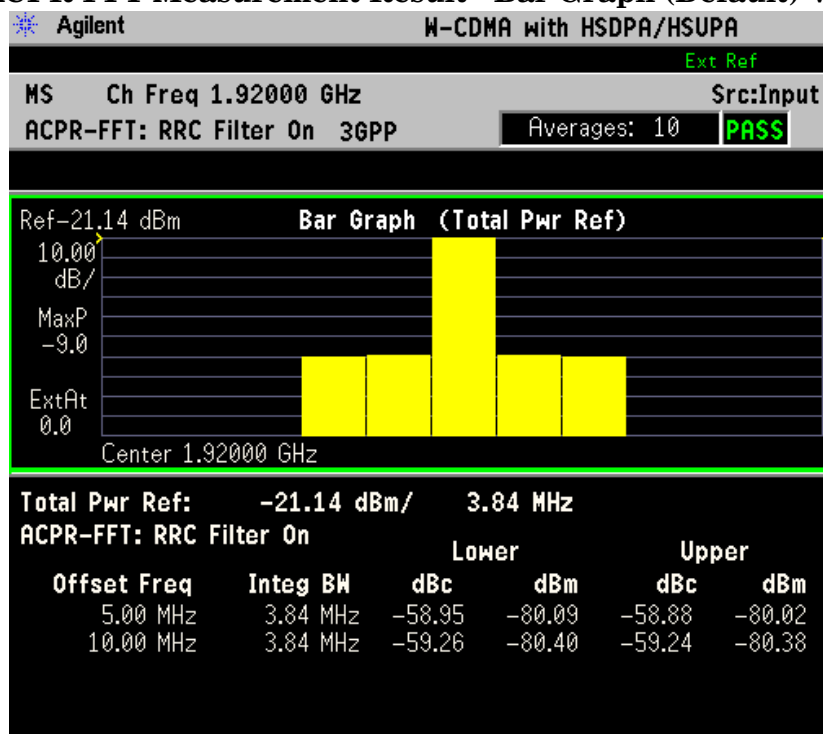 ACPR-FFT Measurement Result - Bar Graph (Default)
Agilent W-CDMA with HSDPA/HSUPA
Ext Ref
MS Ch Freq 1.92000 GHz Src:Input
ACPR-FFT: RRC Filter On 3GPP Averages: 10 PASS
Ref-21.14 dBm Bar Graph (Total Pwr Ref)
10.00
dB/
MaxP
-9.0
ExtAt
0.0
Center 1.92000 GHz
Total Pwr Ref: -21.14 dBm/ 3.84 MHz
ACPR-FFT: RRC Filter On
Lower Upper
Offset Freq Integ BW dBc dBm dBc dBm
5.00 MHz 3.84 MHz -58.95 -80.09 -58.88 -80.02
10.00 MHz 3.84 MHz -59.26 -80.40 -59.24 -80.38